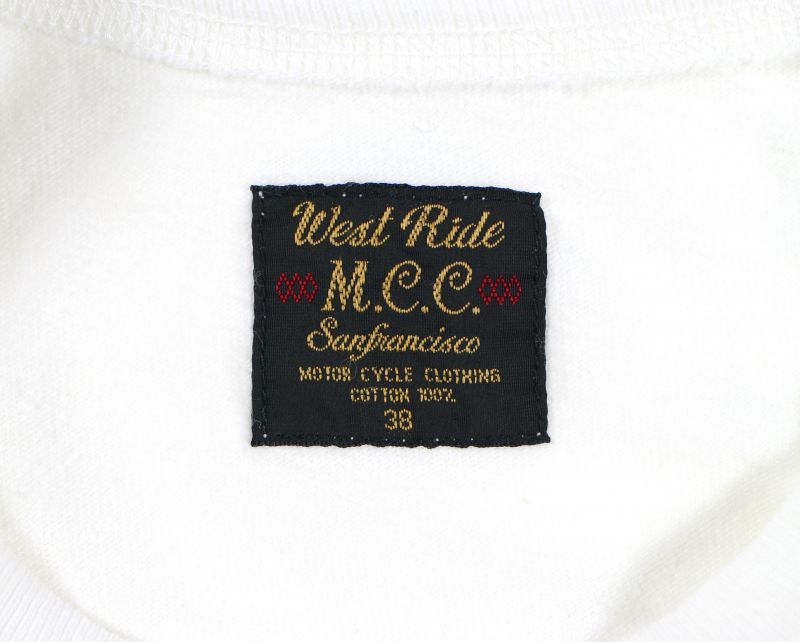 West Ride
M.C.C.
Sanfrancisco
MOTOR CYCLE CLOTHING
COTTON 100%
38